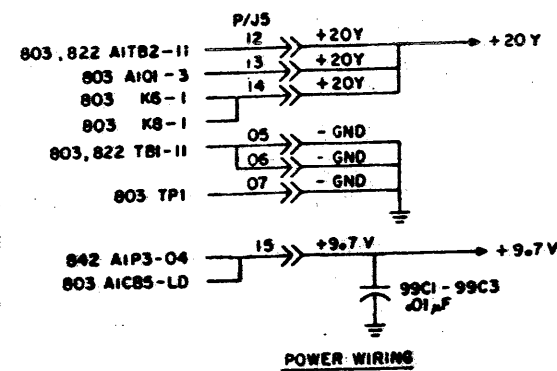 P/J5
803,822 A1TB2-11 12 +20Y +20Y
803 A101-3 13 +20Y
803 K6-1 14 +20Y
803 K8-1
803,822 TB1-11 05 - GND
06 - GND
803 TP1 07 - GND
842 A1P3-04 15 +9.7V +9.7V
803 A1CB5-LD
99C1-99C3
.01µF
POWER WIRING